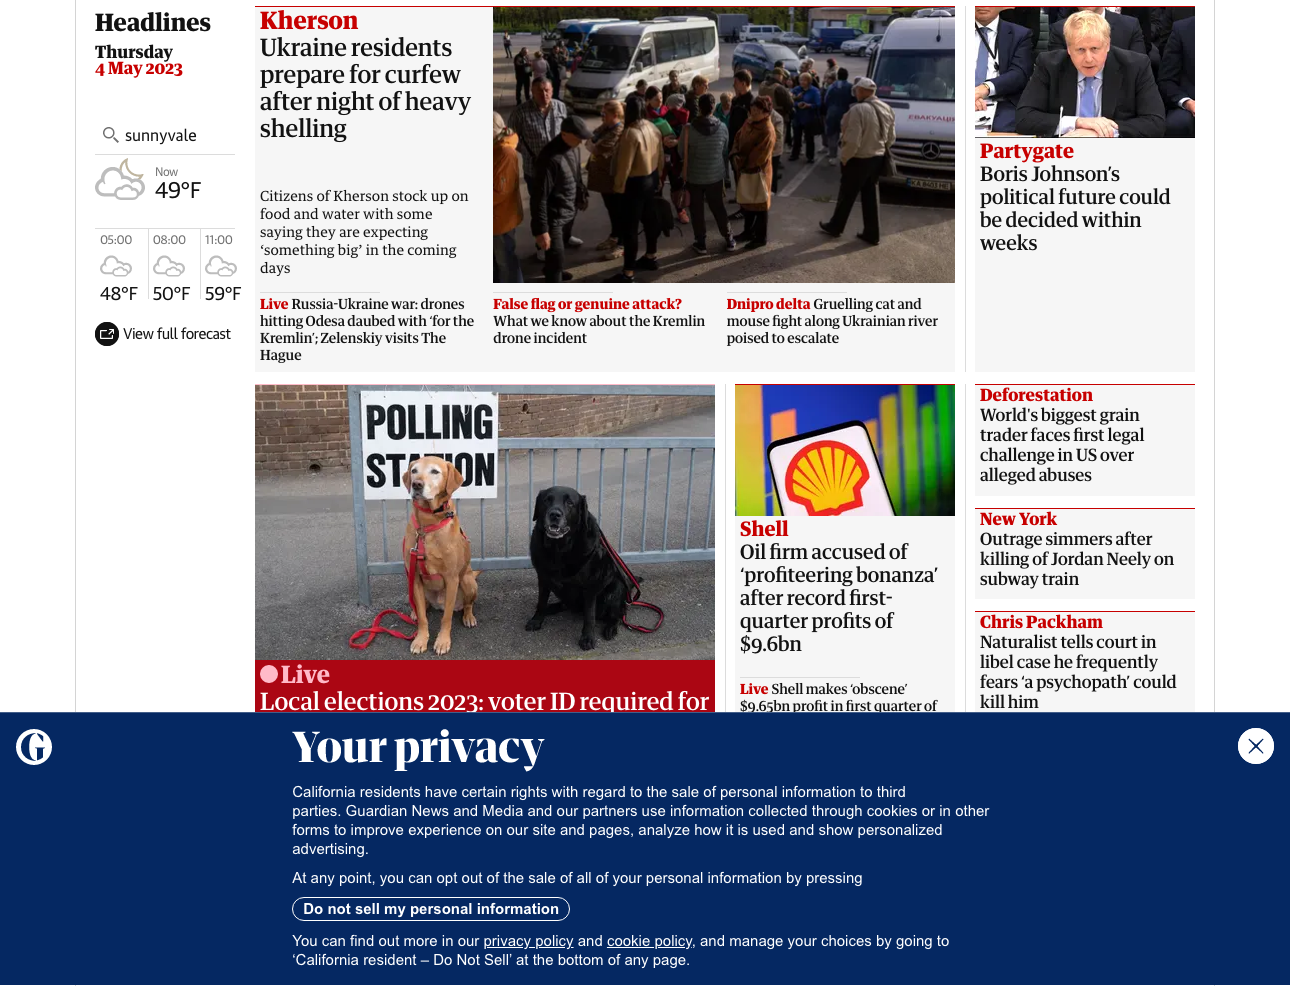 Headlines
Thursday
4 May 2023
sunnyvale
Now
49°F
05:00
08:00
11:00
48°F
50°F
59°F
View full forecast
Kherson
Ukraine residents
prepare for curfew
after night of heavy
shelling
Citizens of Kherson stock up on
food and water with some
saying they are expecting
‘something big’ in the coming
days
Live Russia-Ukraine war: drones
hitting Odesa daubed with ‘for the
Kremlin’; Zelenskiy visits The
Hague
False flag or genuine attack?
What we know about the Kremlin
drone incident
Dnipro delta Gruelling cat and
mouse fight along Ukrainian river
poised to escalate
Partygate
Boris Johnson’s
political future could
be decided within
weeks
POLLING
STATION
Live
Local elections 2023: voter ID required for
Shell
Oil firm accused of
‘profiteering bonanza’
after record first-
quarter profits of
$9.6bn
Live Shell makes ‘obscene’
$9.65bn profit in first quarter of
Deforestation
World's biggest grain
trader faces first legal
challenge in US over
alleged abuses
New York
Outrage simmers after
killing of Jordan Neely on
subway train
Chris Packham
Naturalist tells court in
libel case he frequently
fears ‘a psychopath’ could
kill him
Your privacy
California residents have certain rights with regard to the sale of personal information to third
parties. Guardian News and Media and our partners use information collected through cookies or in other
forms to improve experience on our site and pages, analyze how it is used and show personalized
advertising.
At any point, you can opt out of the sale of all of your personal information by pressing
Do not sell my personal information
You can find out more in our privacy policy and cookie policy, and manage your choices by going to
‘California resident – Do Not Sell’ at the bottom of any page.